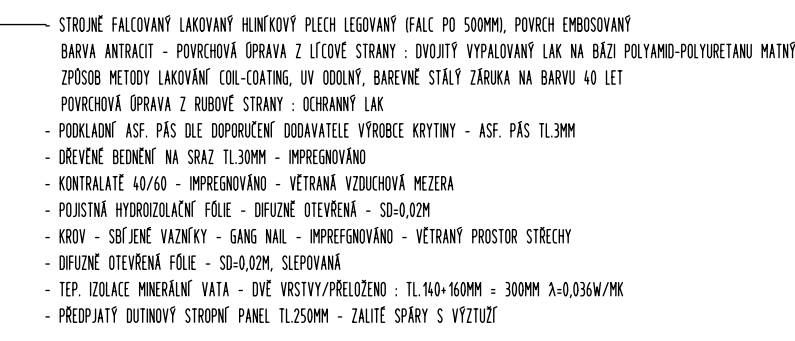 - STROJNĚ FALCOVANÝ LAKOVANÝ HLINÍKOVÝ PLECH LEGOVANÝ (FALC PO 500MM), POVRCH EMBOSOVANÝ
BARVA ANTRACIT - POVRCHOVÁ ÚPRAVA Z LÍCOVÉ STRANY : DVOJITÝ VYPALOVANÝ LAK NA BÁZI POLYAMID-POLYURETANU MATNÝ
ZPŮSOB METODY LAKOVÁNÍ COIL-COATING, UV ODOLNÝ, BAREVNĚ STÁLÝ ZÁRUKA NA BARVU 40 LET
POVRCHOVÁ ÚPRAVA Z RUBOVÉ STRANY : OCHRANNÝ LAK
- PODKLADNÍ ASF. PÁS DLE DOPORUČENÍ DODAVATELE VÝROBCE KRYTINY - ASF. PÁS TL.3MM
- DŘEVĚNÉ BEDNĚNÍ NA SRAZ TL.30MM - IMPREGNOVÁNO
- KONTRALATĚ 40/60 - IMPREGNOVÁNO - VĚTRANÁ VZDUCHOVÁ MEZERA
- POJISTNÁ HYDROIZOLAČNÍ FÓLIE - DIFUZNĚ OTEVŘENÁ - SD=0,02M
- KROV - SBÍJENÉ VAZNÍKY - GANG NAIL - IMPREFGNOVÁNO - VĚTRANÝ PROSTOR STŘECHY
- DIFUZNĚ OTEVŘENÁ FÓLIE - SD=0,02M, SLEPOVANÁ
- TEP. IZOLACE MINERÁLNÍ VATA - DVĚ VRSTVY/PŘELOŽENO : TL.140+160MM = 300MM λ=0,036W/MK
- PŘEDPJATÝ DUTINOVÝ STROPNÍ PANEL TL.250MM - ZALITÉ SPÁRY S VÝZTUŽÍ